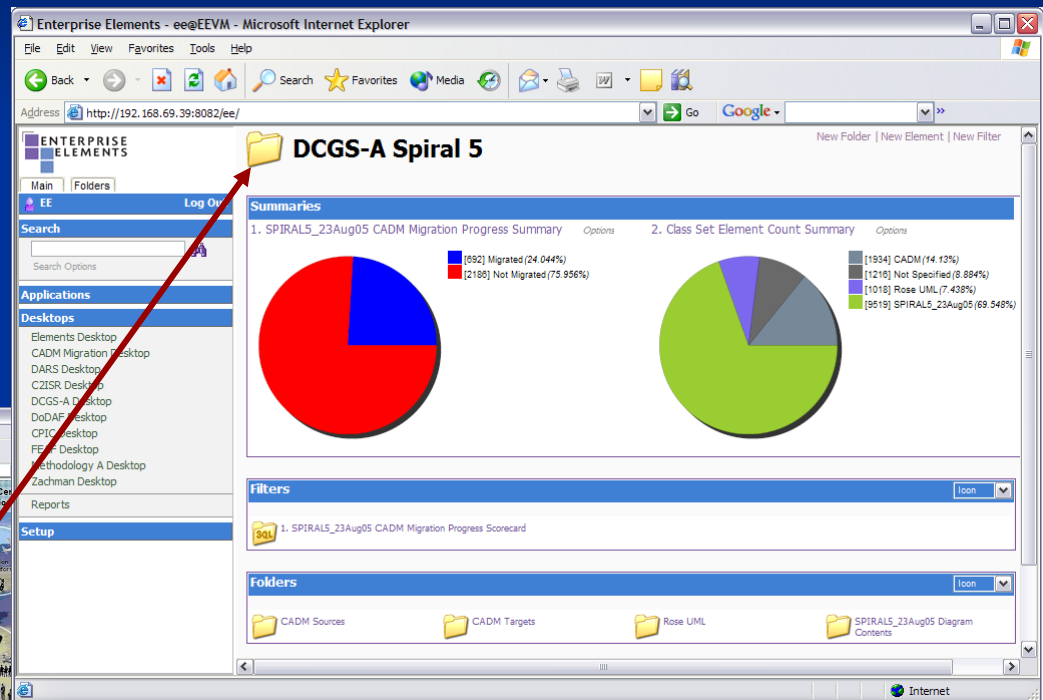 Enterprise Elements - ee@EEVM - Microsoft Internet Explorer
File Edit View Favorites Tools Help
Back Search Favorites Media
Address http://192.168.69.39:8082/ee/ Go Google
ENTERPRISE
ELEMENTS
DCGS-A Spiral 5
New Folder | New Element | New Filter
Main Folders
EE Log Ou
Search
Search Options
Applications
Desktops
Elements Desktop
CADM Migration Desktop
DARS Desktop
C2ISR Desktop
DCGS-A Desktop
DoDAF Desktop
CPIC Desktop
FEAF Desktop
Methodology A Desktop
Zachman Desktop
Reports
Setup
Summaries
1. SPIRAL5_23Aug05 CADM Migration Progress Summary Options
[692] Migrated (24.044%)
[2186] Not Migrated (75.956%)
2. Class Set Element Count Summary Options
[1934] CADM (14.13%)
[1216] Not Specified (8.884%)
[1018] Rose UML (7.438%)
[9519] SPIRAL5_23Aug05 (69.548%)
Filters Icon
SQL 1. SPIRAL5_23Aug05 CADM Migration Progress Scorecard
Folders Icon
CADM Sources
CADM Targets
Rose UML
SPIRAL5_23Aug05 Diagram
Contents
Internet